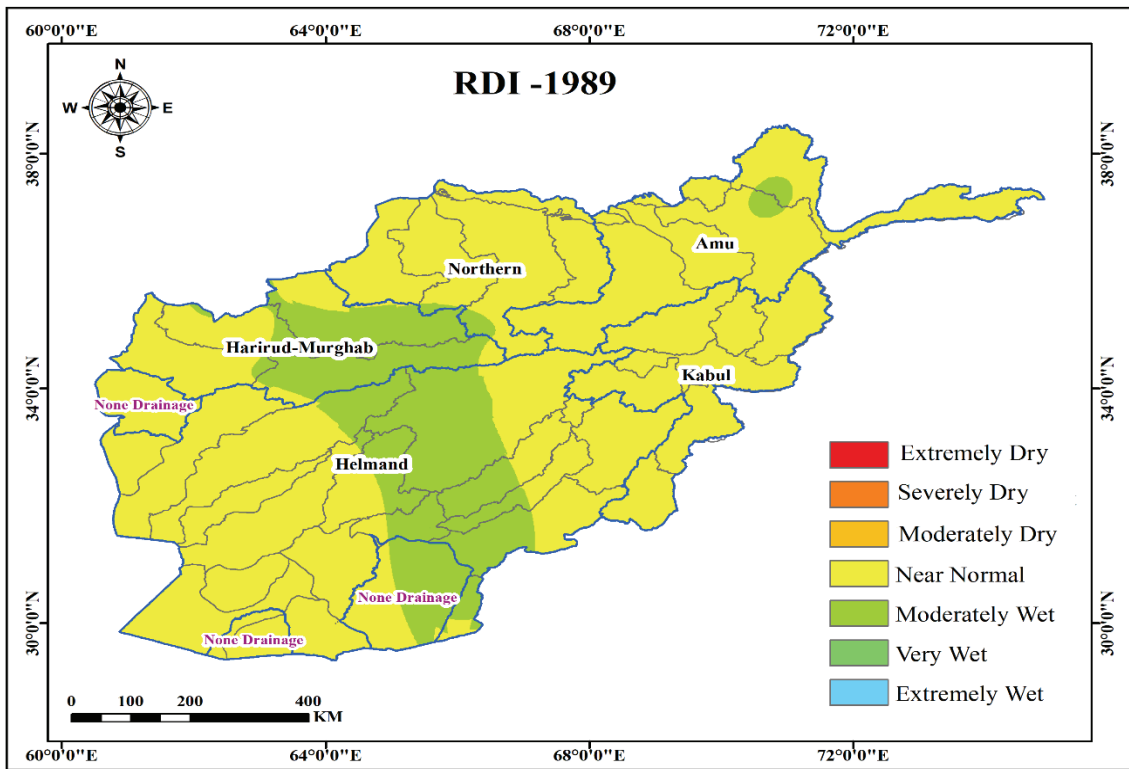 60°0'0"E 64°0'0"E 68°0'0"E 72°0'0"E
RDI -1989
N
W E
S
38°0'0"N 38°0'0"N
Amu
Northern
Harirud-Murghab
Kabul
34°0'0"N 34°0'0"N
None Drainage
Helmand
Extremely Dry
Severely Dry
Moderately Dry
Near Normal
None Drainage
Moderately Wet
30°0'0"N 30°0'0"N
None Drainage
Very Wet
Extremely Wet
0 100 200 400
KM
60°0'0"E 64°0'0"E 68°0'0"E 72°0'0"E